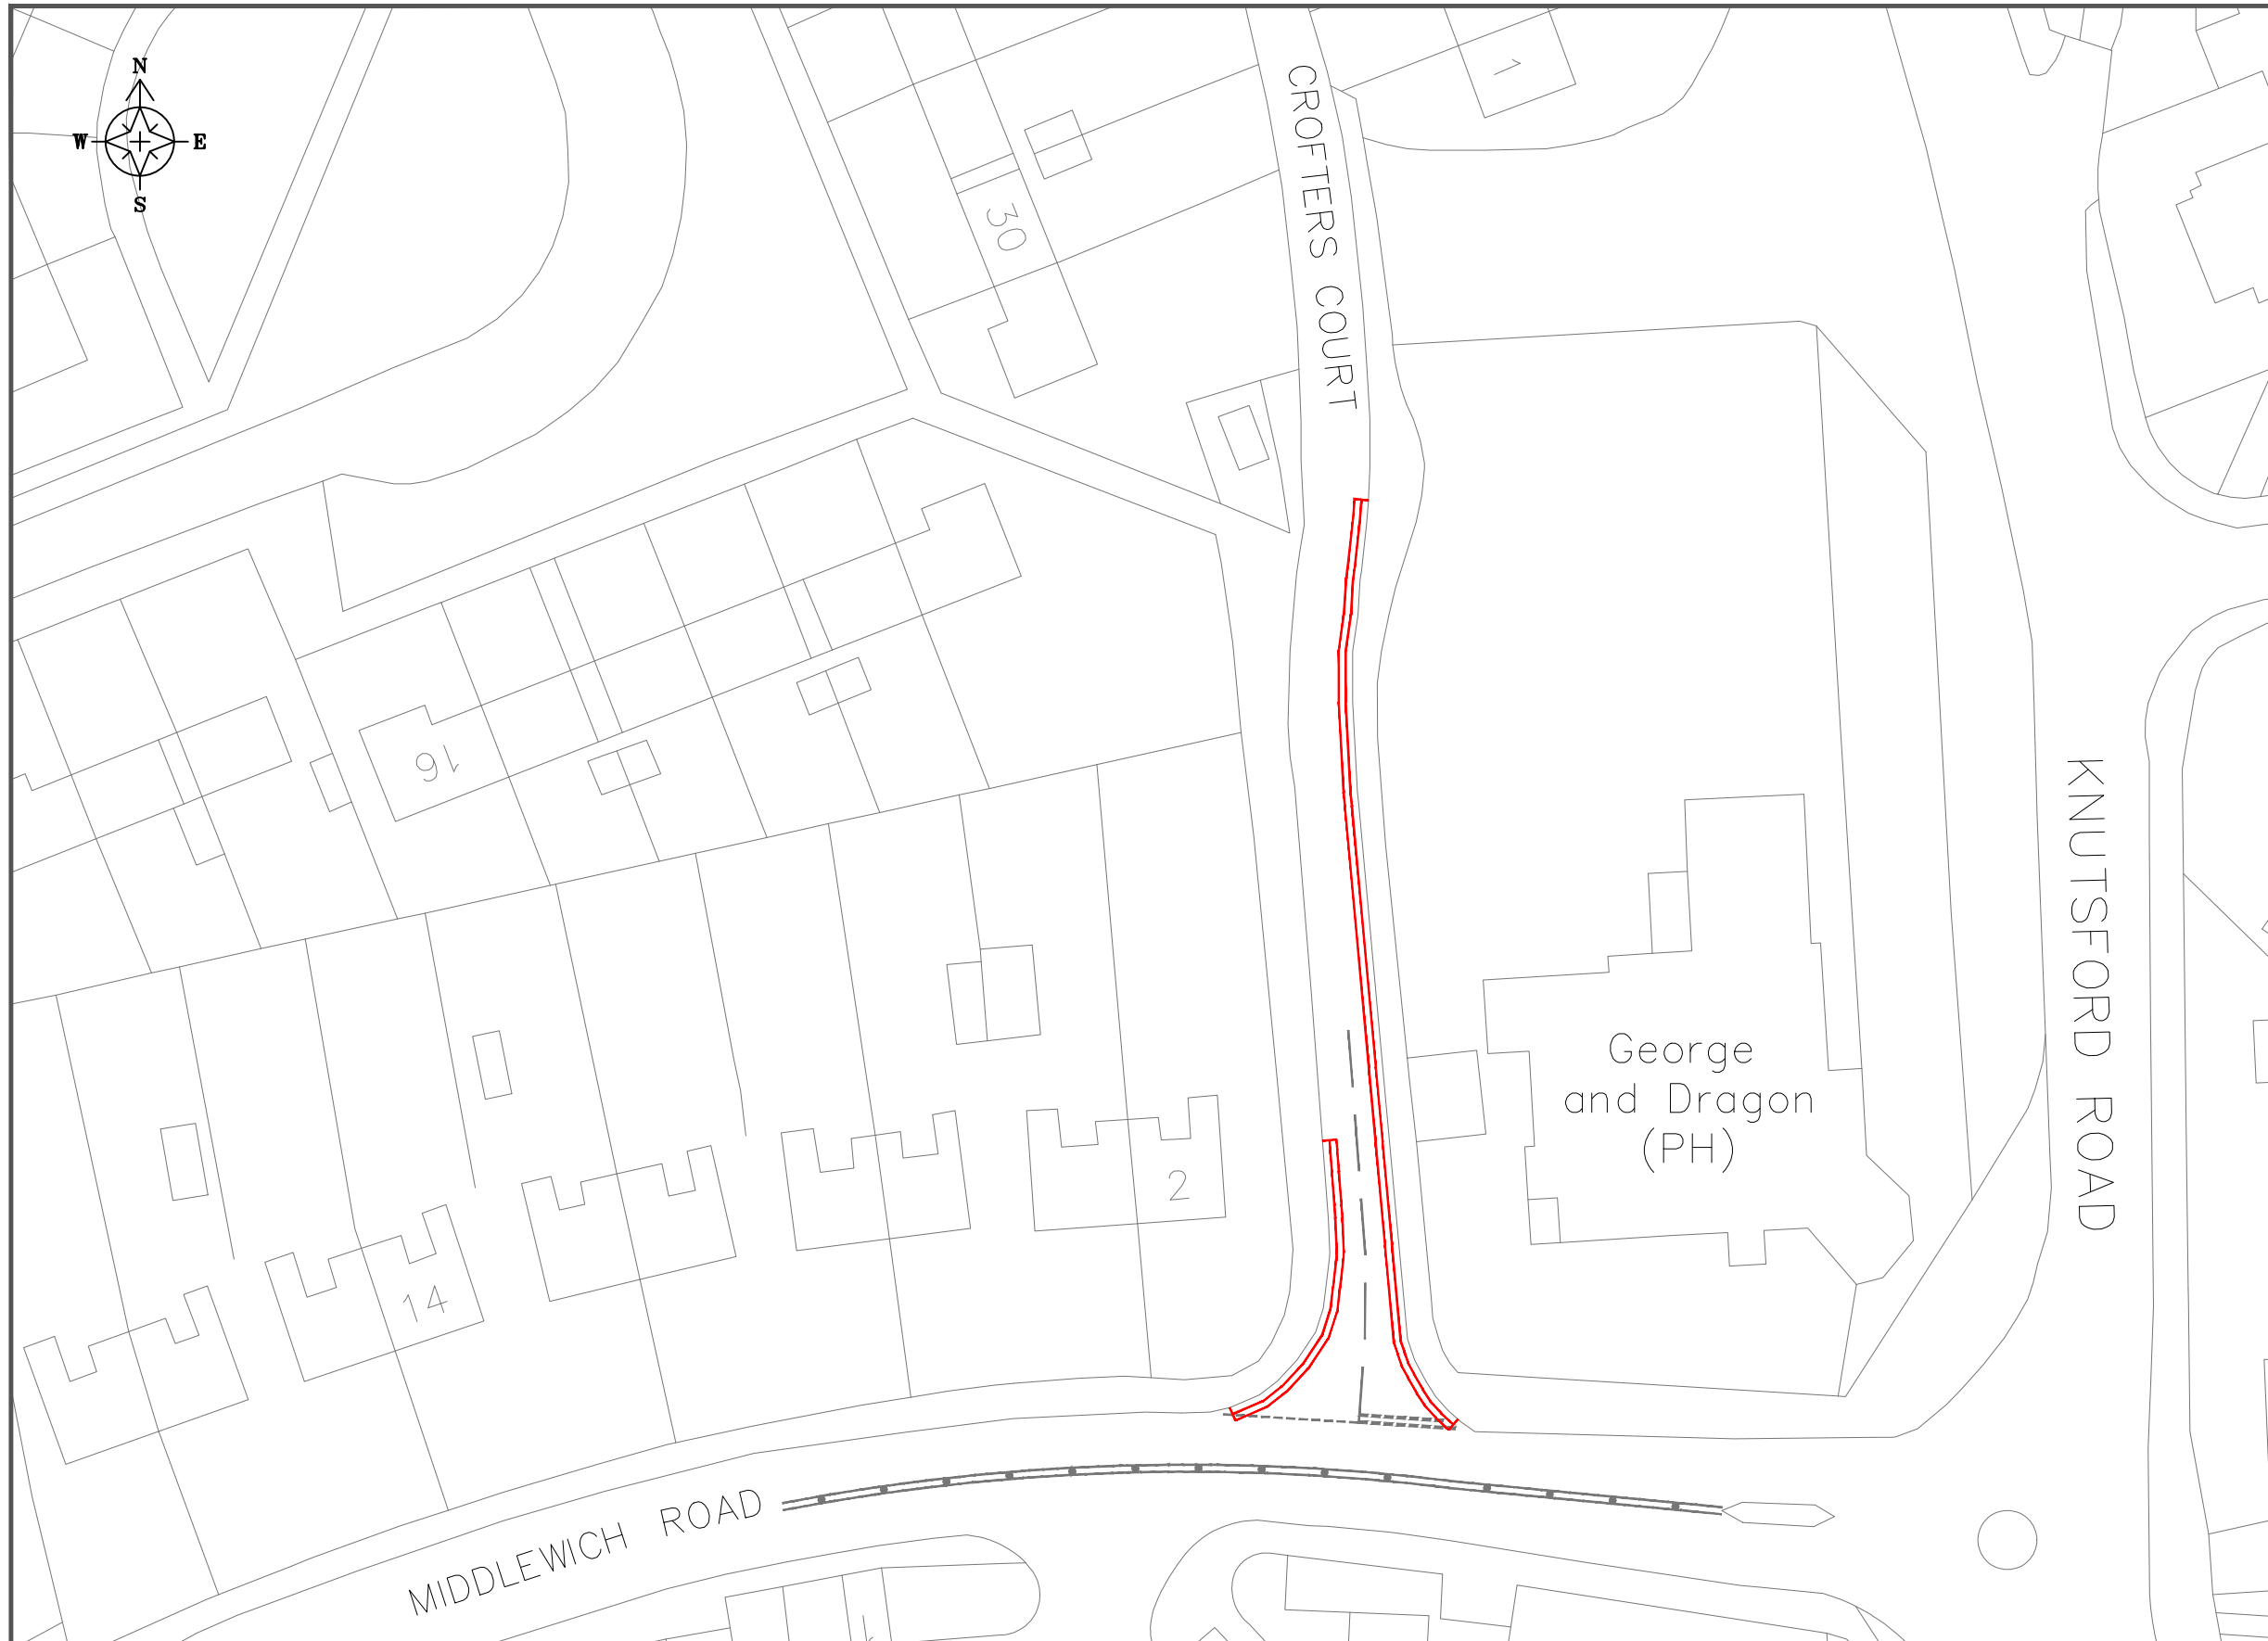 N
W E
S
1
CROFTERS COURT
30
16
KNUTSFORD ROAD
George
and Dragon
(PH)
2
14
MIDDLEWICH ROAD